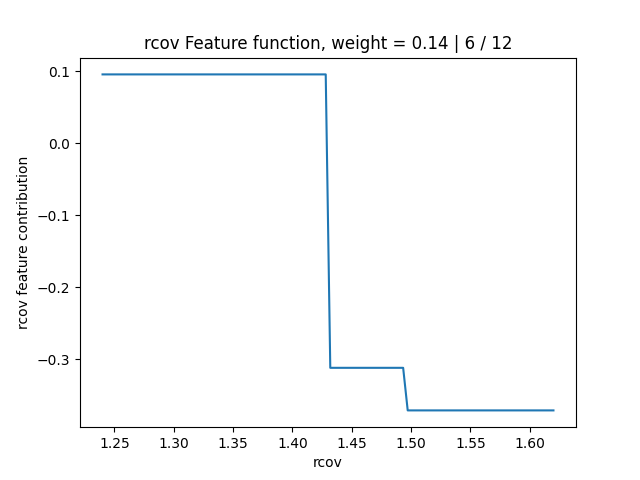 rcov Feature function, weight = 0.14 | 6 / 12
0.1
0.0
−0.1
−0.2
−0.3
rcov feature contribution
1.25 1.30 1.35 1.40 1.45 1.50 1.55 1.60
rcov